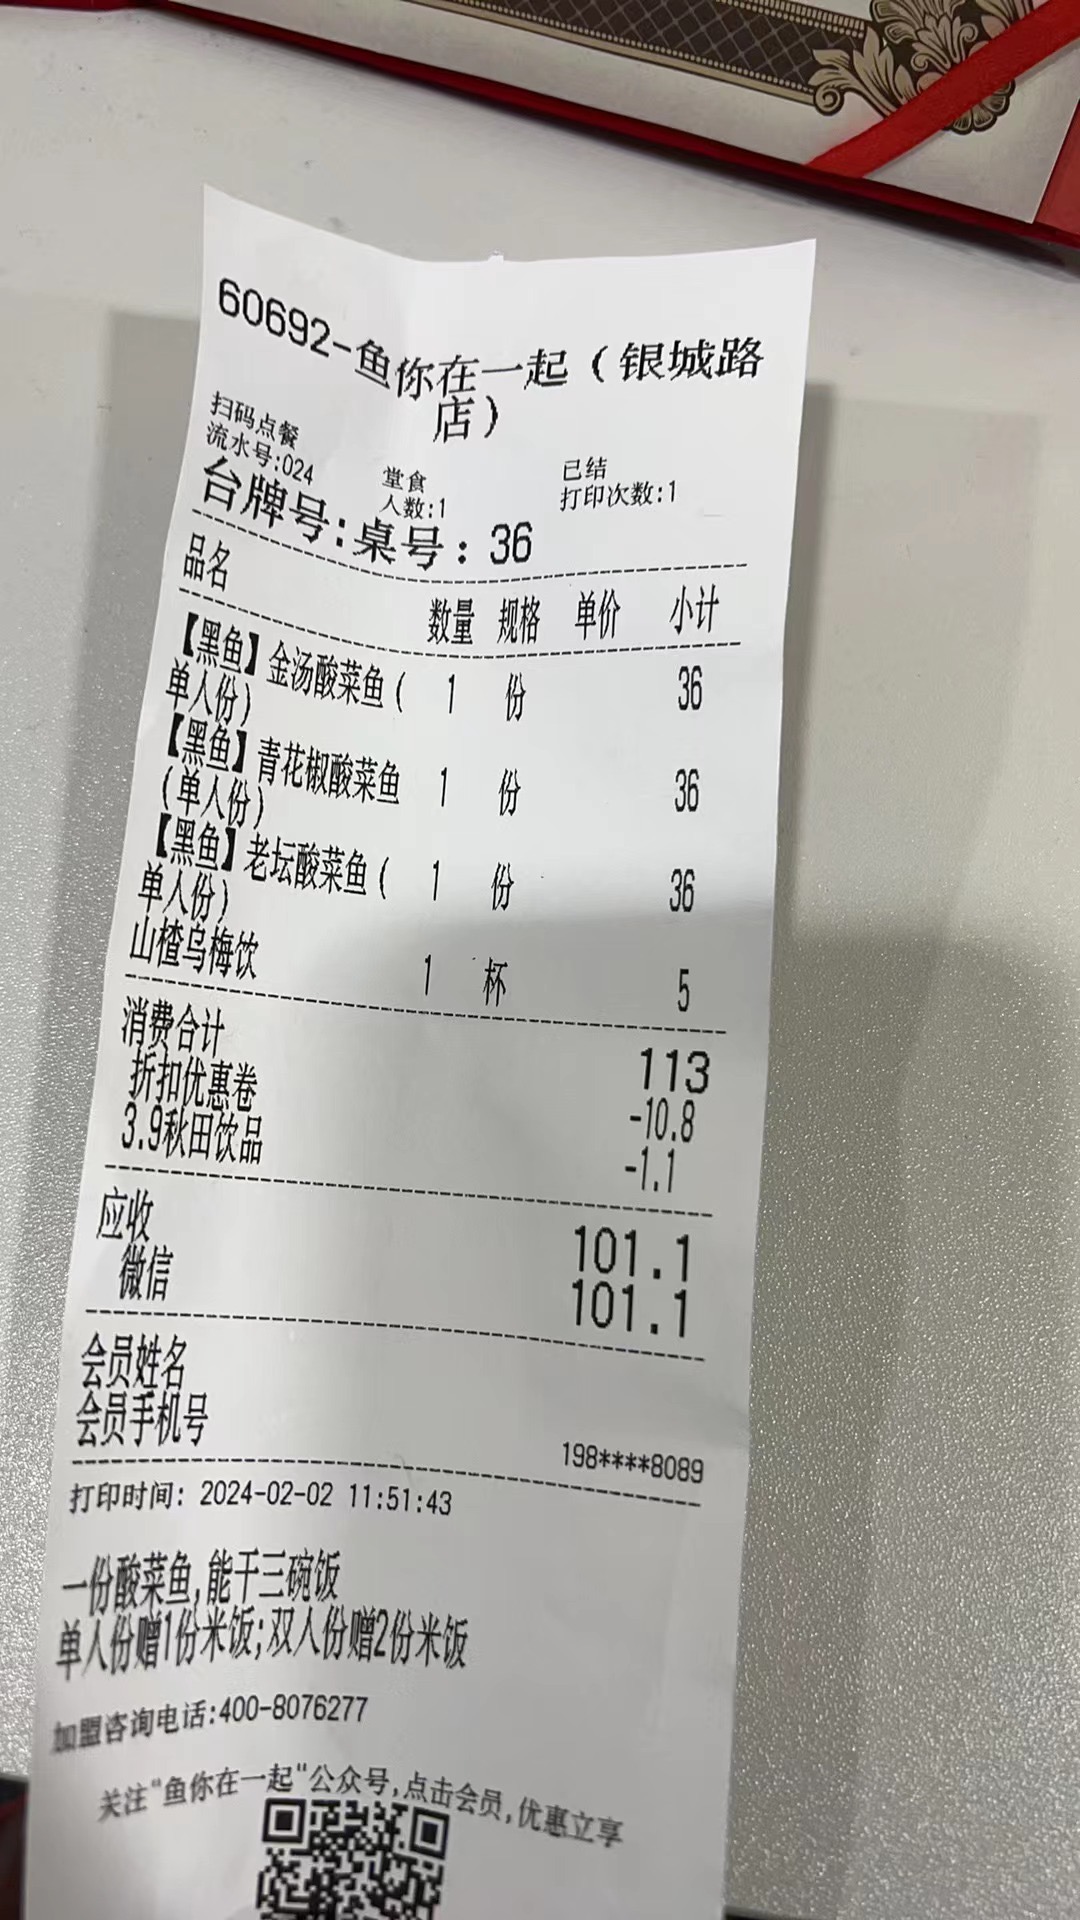 60692-鱼你在一起（银城路
店）
扫码点餐
流水号:024 堂食 已结
人数:1 打印次数:1
台牌号:桌号：36
品名 数量 规格 单价 小计
【黑鱼】金汤酸菜鱼( 1 份 36
单人份)
【黑鱼】青花椒酸菜鱼 1 份 36
(单人份)
【黑鱼】老坛酸菜鱼( 1 份 36
单人份)
山楂乌梅饮 1 杯 5
消费合计 113
折扣优惠卷 -10.8
3.9秋田饮品 -1.1
应收 101.1
微信 101.1
会员姓名
会员手机号 198****8089
打印时间: 2024-02-02 11:51:43
一份酸菜鱼,能干三碗饭
单人份赠1份米饭;双人份赠2份米饭
加盟咨询电话:400-8076277
关注"鱼你在一起"公众号,点击会员,优惠立享